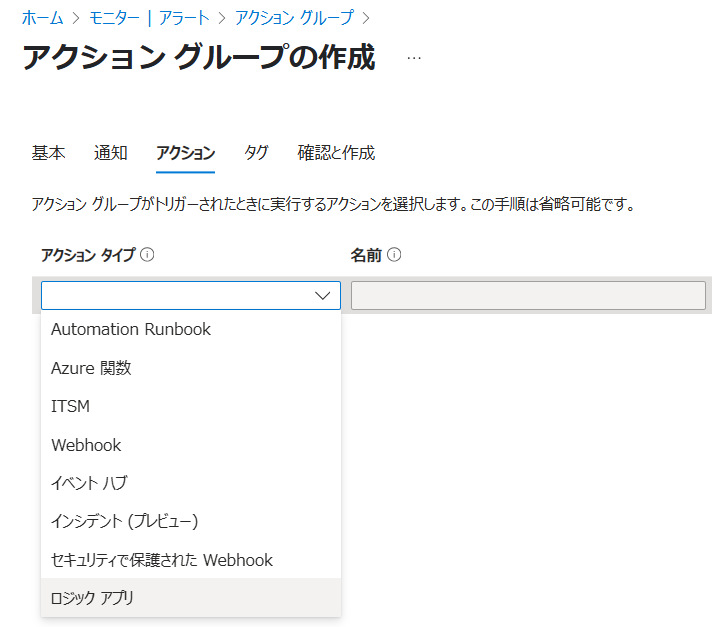 ホーム > モニター | アラート > アクション グループ >
アクション グループの作成 …
基本 通知 アクション タグ 確認と作成
アクション グループがトリガーされたときに実行するアクションを選択します。この手順は省略可能です。
アクション タイプ 名前
Automation Runbook
Azure 関数
ITSM
Webhook
イベント ハブ
インシデント (プレビュー)
セキュリティで保護された Webhook
ロジック アプリ